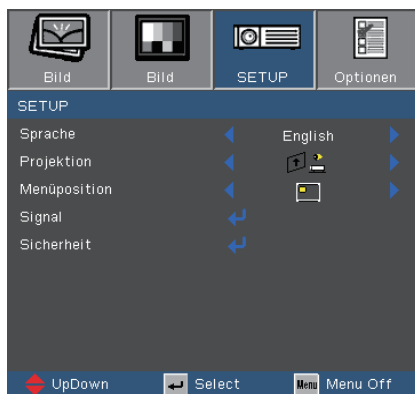 Bild Bild SETUP Optionen
SETUP
Sprache English
Projektion
Menüposition
Signal
Sicherheit
UpDown Select Menu Menu Off